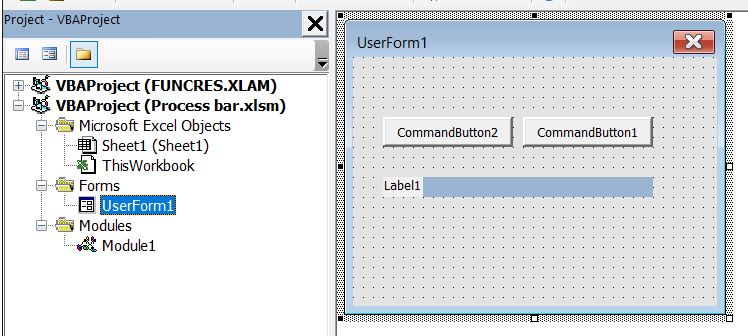 Project - VBAProject
VBAProject (FUNCRES.XLAM)
VBAProject (Process bar.xlsm)
Microsoft Excel Objects
Sheet1 (Sheet1)
ThisWorkbook
Forms
UserForm1
Modules
Module1
UserForm1
CommandButton2 CommandButton1
Label1